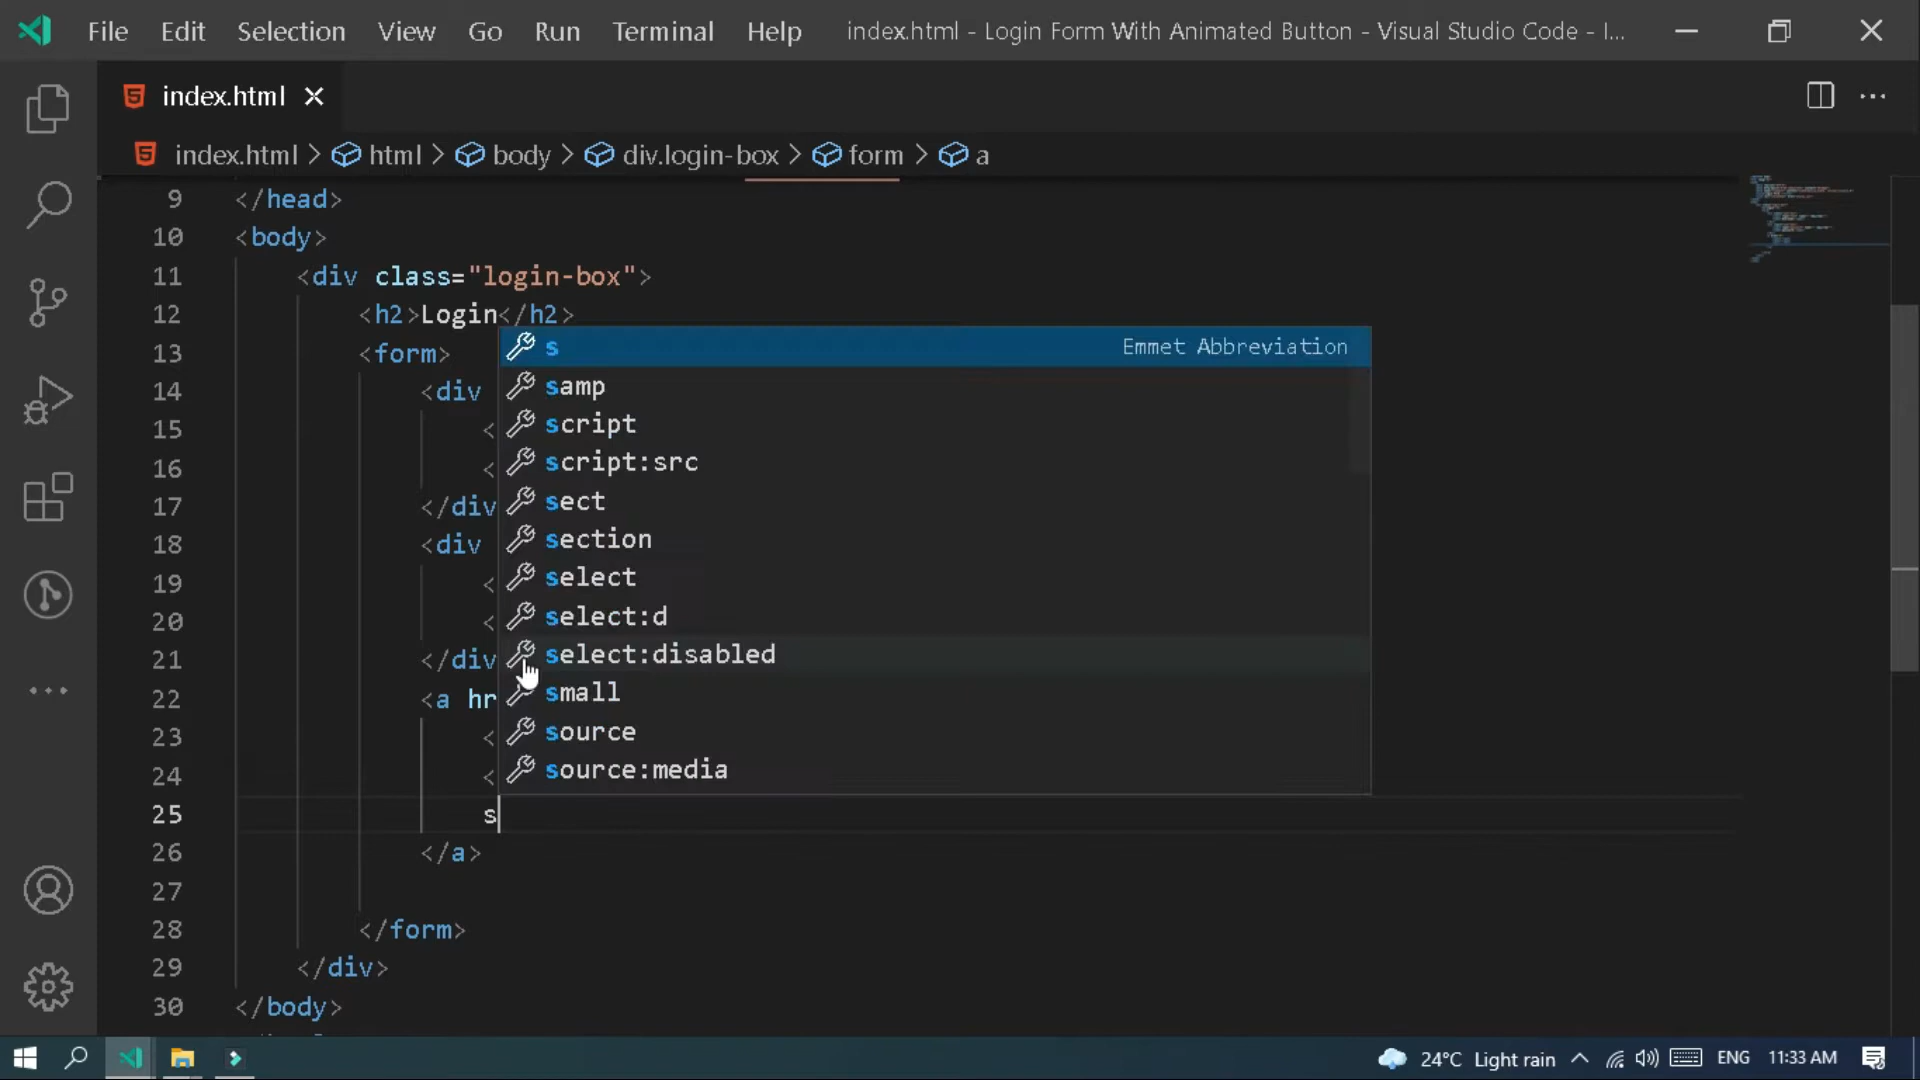 File Edit Selection View Go Run Terminal Help index.html - Login Form With Animated Button - Visual Studio Code - I...
index.html
index.html > html > body > div.login-box > form > a
9 </head>
10 <body>
11 <div class="login-box">
12 <h2>Login</h2>
13 <form>
s Emmet Abbreviation
14 <div
samp
15 <
script
16 <
script:src
17 </div
sect
18 <div
section
19 <
select
20 <
select:d
21 </div
select:disabled
22 <a hr
small
23 <
source
24 <
source:media
25 s
26 </a>
27
28 </form>
29 </div>
30 </body>
24°C Light rain ENG 11:33 AM